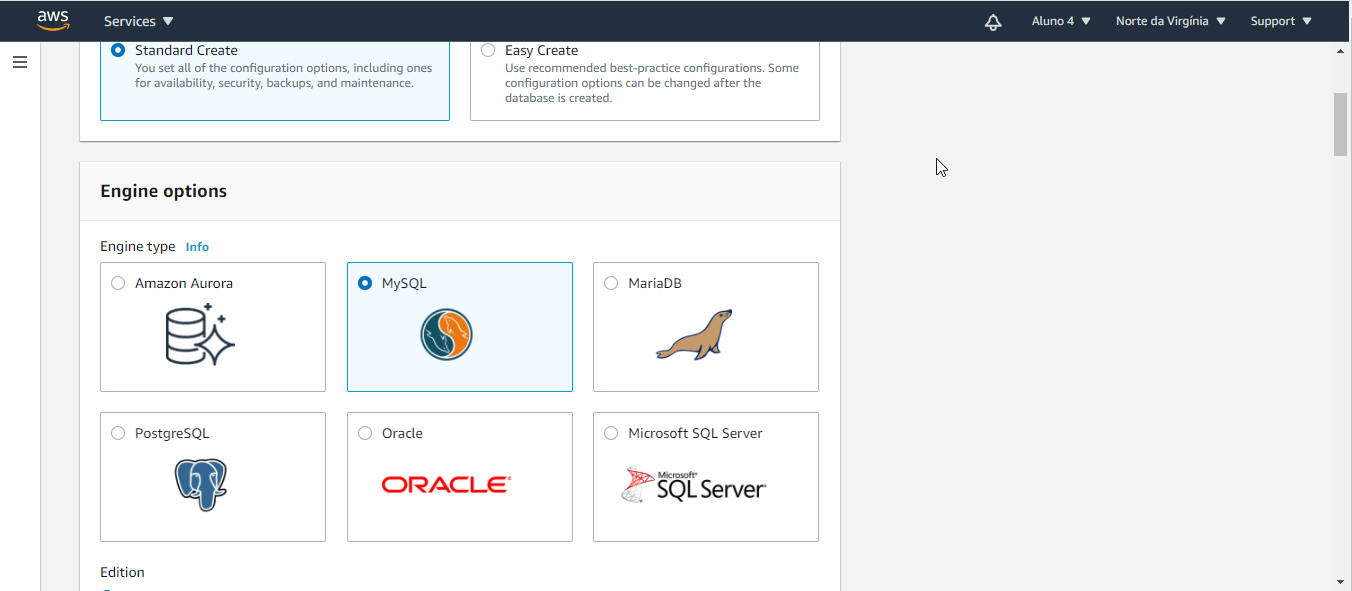 aws
Services
Aluno 4
Norte da Virgínia
Support
Standard Create
You set all of the configuration options, including ones
for availability, security, backups, and maintenance.
Easy Create
Use recommended best-practice configurations. Some
configuration options can be changed after the
database is created.
Engine options
Engine type Info
Amazon Aurora
MySQL
MariaDB
PostgreSQL
Oracle
ORACLE
Microsoft SQL Server
Microsoft
SQL Server
Edition